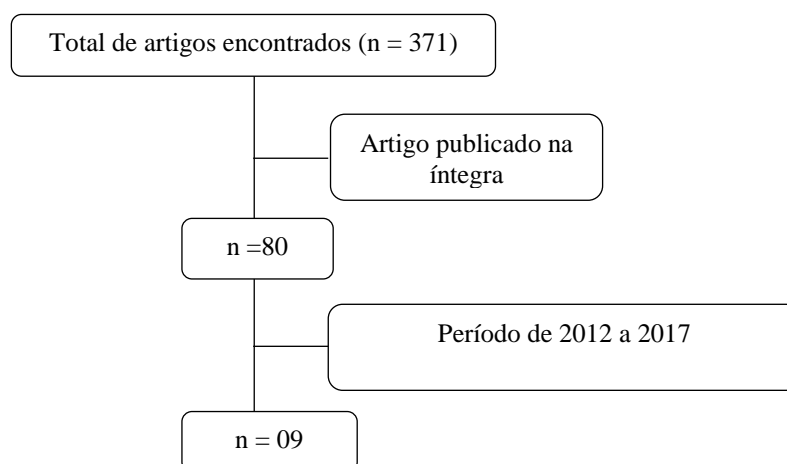 Total de artigos encontrados (n = 371)
Artigo publicado na
íntegra
n =80
Período de 2012 a 2017
n = 09